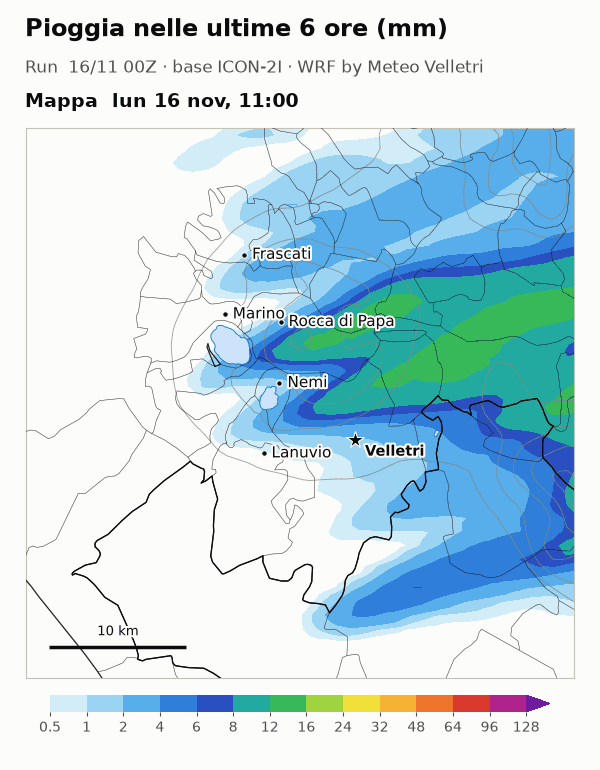 Pioggia nelle ultime 6 ore (mm)
Run  16/11 00Z · base ICON-2I · WRF by Meteo Velletri
Mappa  lun 16 nov, 11:00
Frascati
Marino
Rocca di Papa
Nemi
Velletri
Lanuvio
10 km
0.5 1 2 4 6 8 12 16 24 32 48 64 96 128